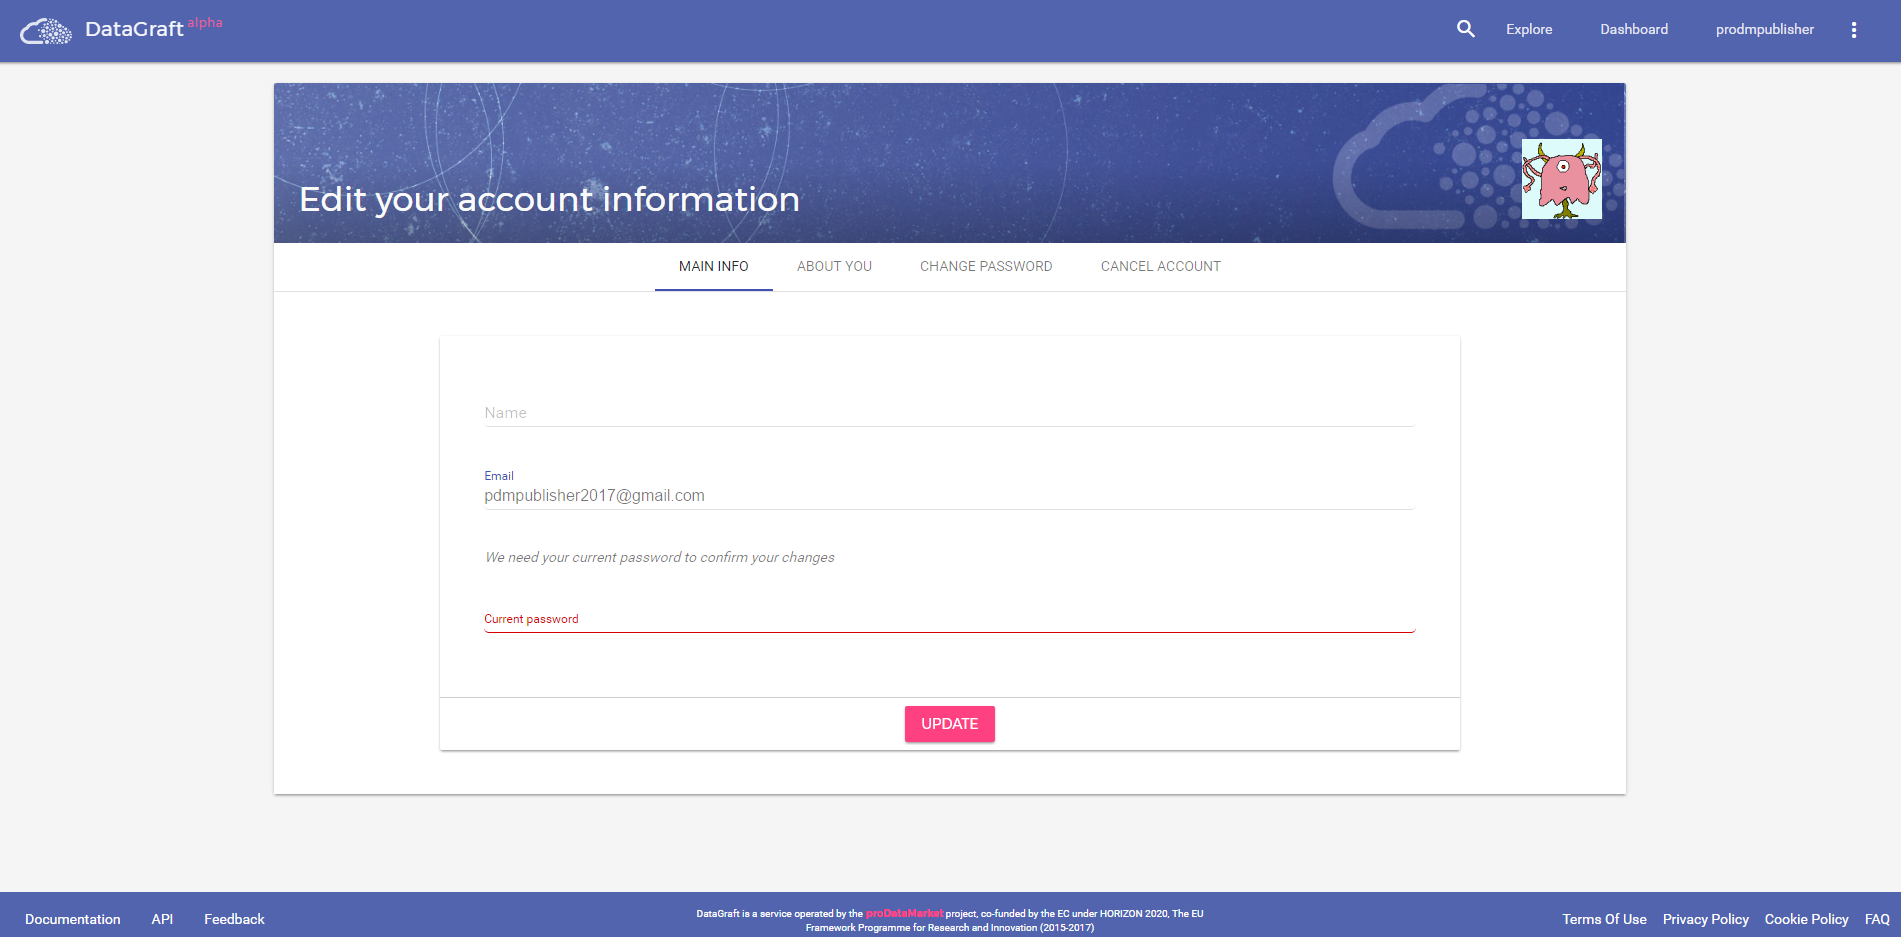 DataGraft alpha
Explore Dashboard prodmpublisher
Edit your account information
MAIN INFO ABOUT YOU CHANGE PASSWORD CANCEL ACCOUNT
Name
Email
pdmpublisher2017@gmail.com
We need your current password to confirm your changes
Current password
UPDATE
Documentation API Feedback
DataGraft is a service operated by the proDataMarket project, co-funded by the EC under HORIZON 2020, The EU
Framework Programme for Research and Innovation (2015-2017)
Terms Of Use Privacy Policy Cookie Policy FAQ